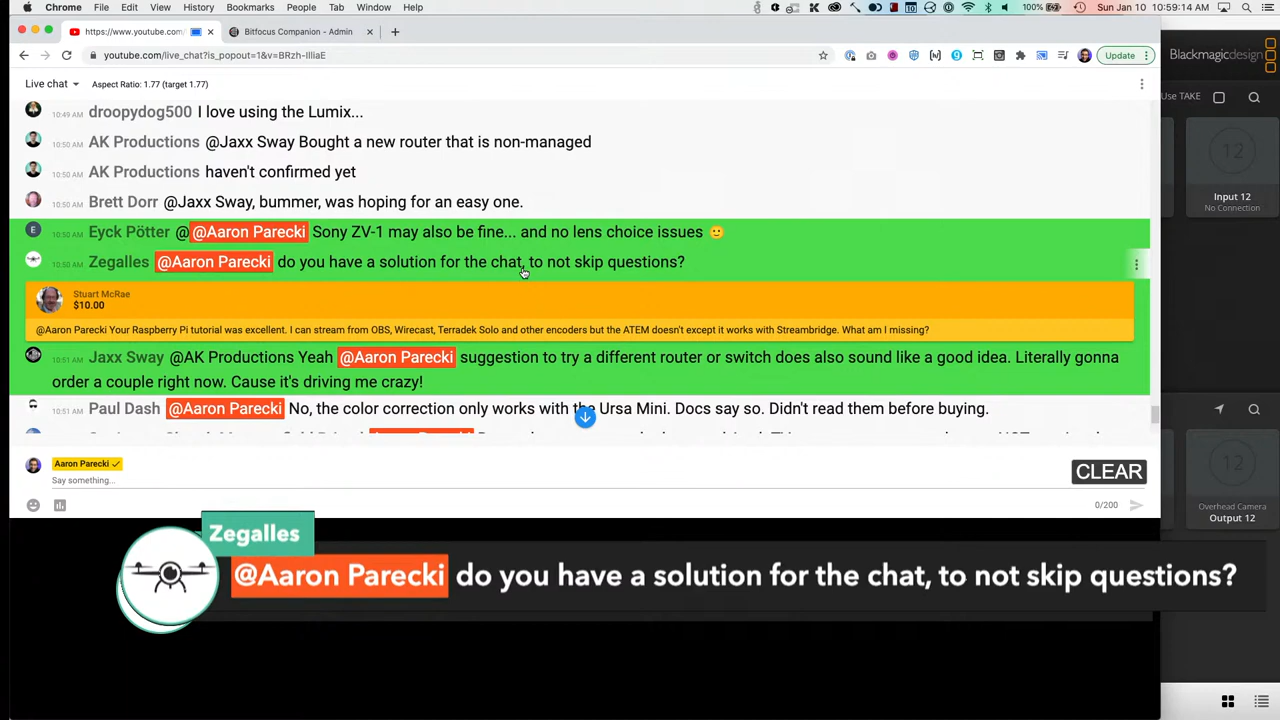 Chrome File Edit View History Bookmarks People Tab Window Help 100% Sun Jan 10 10:59:14 AM
https://www.youtube.com/ Bitfocus Companion - Admin
youtube.com/live_chat?is_popout=1&v=BRzh-IlliaE Update
Blackmagicdesign
Live chat Aspect Ratio: 1.77 (target 1.77)
Use TAKE
10:49 AM droopydog500 I love using the Lumix...
10:50 AM AK Productions @Jaxx Sway Bought a new router that is non-managed
12
10:50 AM AK Productions haven't confirmed yet
10:50 AM Brett Dorr @Jaxx Sway, bummer, was hoping for an easy one.
Input 12
No Connection
E 10:50 AM Eyck Pötter @ @Aaron Parecki Sony ZV-1 may also be fine... and no lens choice issues 🙂
10:50 AM Zegalles @Aaron Parecki do you have a solution for the chat, to not skip questions?
Stuart McRae
$10.00
@Aaron Parecki Your Raspberry Pi tutorial was excellent. I can stream from OBS, Wirecast, Terradek Solo and other encoders but the ATEM doesn't except it works with Streambridge. What am I missing?
10:51 AM Jaxx Sway @AK Productions Yeah @Aaron Parecki suggestion to try a different router or switch does also sound like a good idea. Literally gonna
order a couple right now. Cause it's driving me crazy!
10:51 AM Paul Dash @Aaron Parecki No, the color correction only works with the Ursa Mini. Docs say so. Didn't read them before buying.
Aaron Parecki
Say something...
CLEAR
12
0/200
Overhead Camera
Output 12
Zegalles
@Aaron Parecki do you have a solution for the chat, to not skip questions?